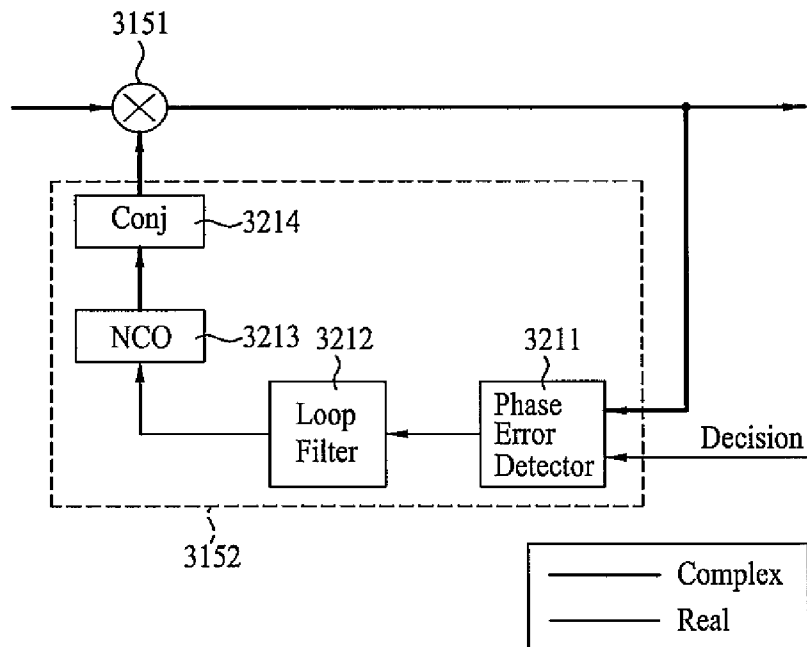 3151
Conj
3214
NCO
3213
3212
3211
Loop
Filter
Phase
Error
Detector
Decision
3152
Complex
Real